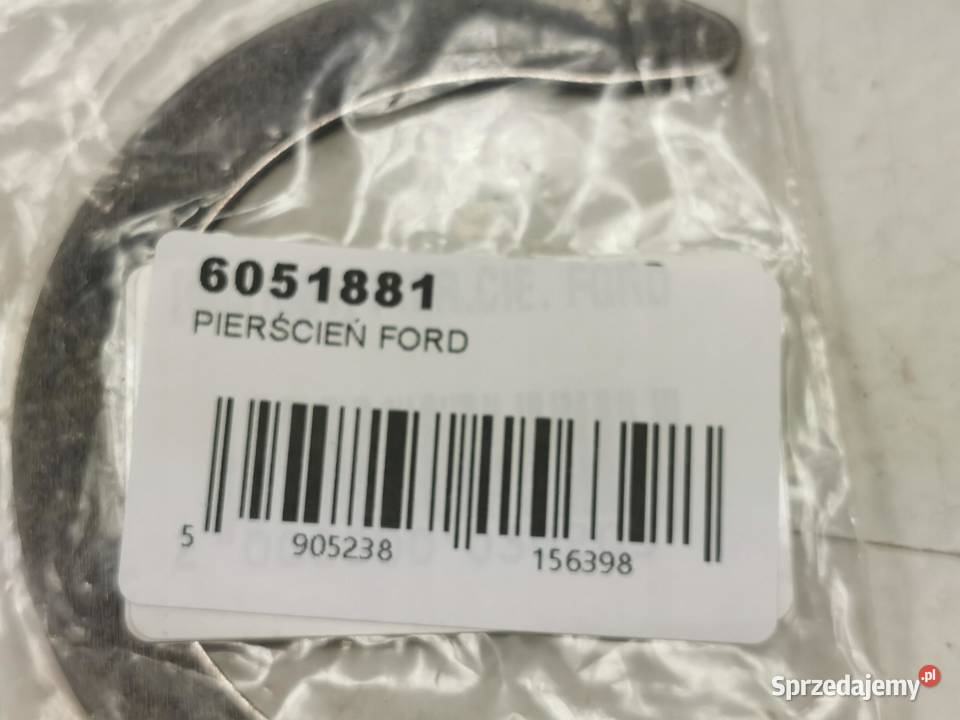 6051881
PIERŚCIEŃ FORD
5 905238 156398
Sprzedajemy.pl